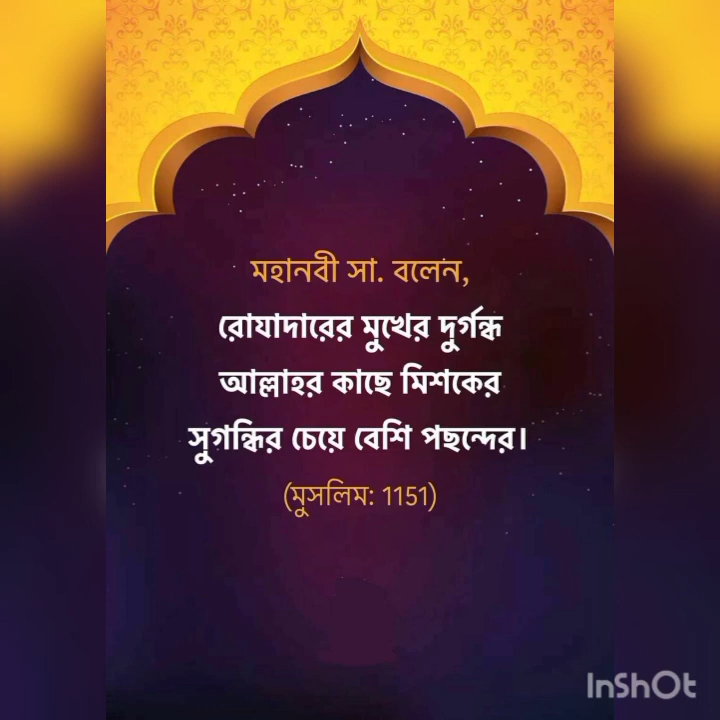 মহানবী সা. বলেন,
রোযাদারের মুখের দুর্গন্ধ
আল্লাহর কাছে মিশকের
সুগন্ধির চেয়ে বেশি পছন্দের।
(মুসলিম: 1151)
InShOt